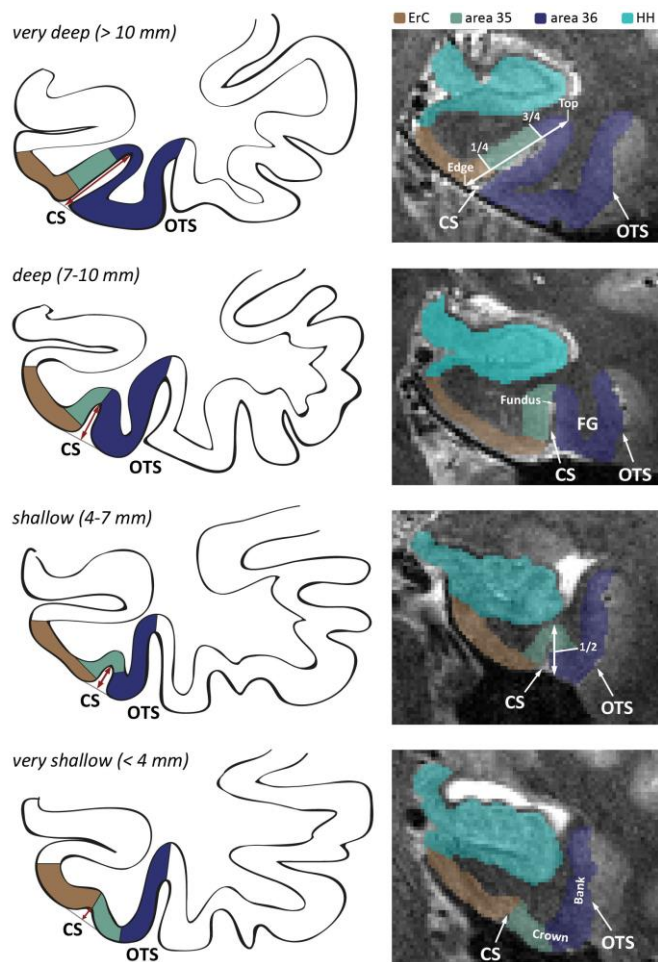 very deep (> 10 mm)
ErC area 35 area 36 HH
Top
3/4
1/4
Edge
CS
OTS
CS
OTS
deep (7-10 mm)
Fundus
FG
CS
OTS
CS
OTS
shallow (4-7 mm)
1/2
CS
OTS
CS
OTS
very shallow (< 4 mm)
Bank
Crown
CS
OTS
CS
OTS